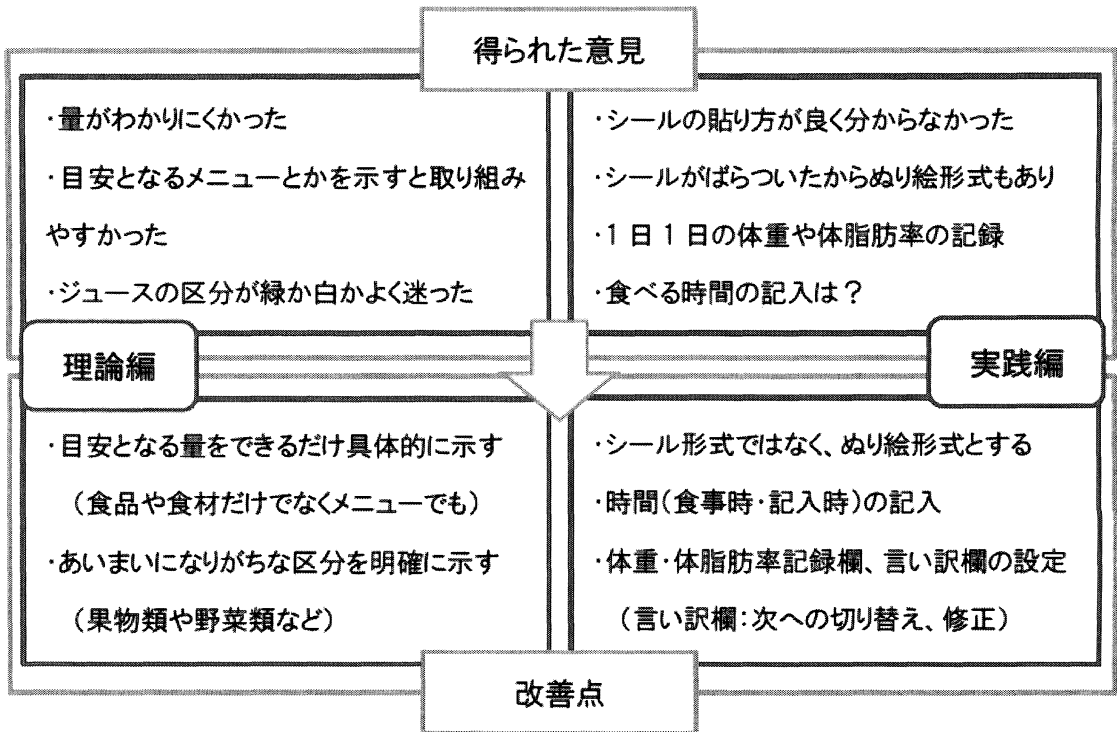 得られた意見
・量がわかりにくかった
・目安となるメニューとかを示すと取り組み
やすかった
・ジュースの区分が緑か白かよく迷った
・シールの貼り方が良く分からなかった
・シールがばらついたからぬり絵形式もあり
・1日1日の体重や体脂肪率の記録
・食べる時間の記入は？
理論編
実践編
・目安となる量をできるだけ具体的に示す
（食品や食材だけでなくメニューでも）
・あいまいになりがちな区分を明確に示す
（果物類や野菜類など）
・シール形式ではなく、ぬり絵形式とする
・時間（食事時・記入時）の記入
・体重・体脂肪率記録欄、言い訳欄の設定
（言い訳欄：次への切り替え、修正）
改善点